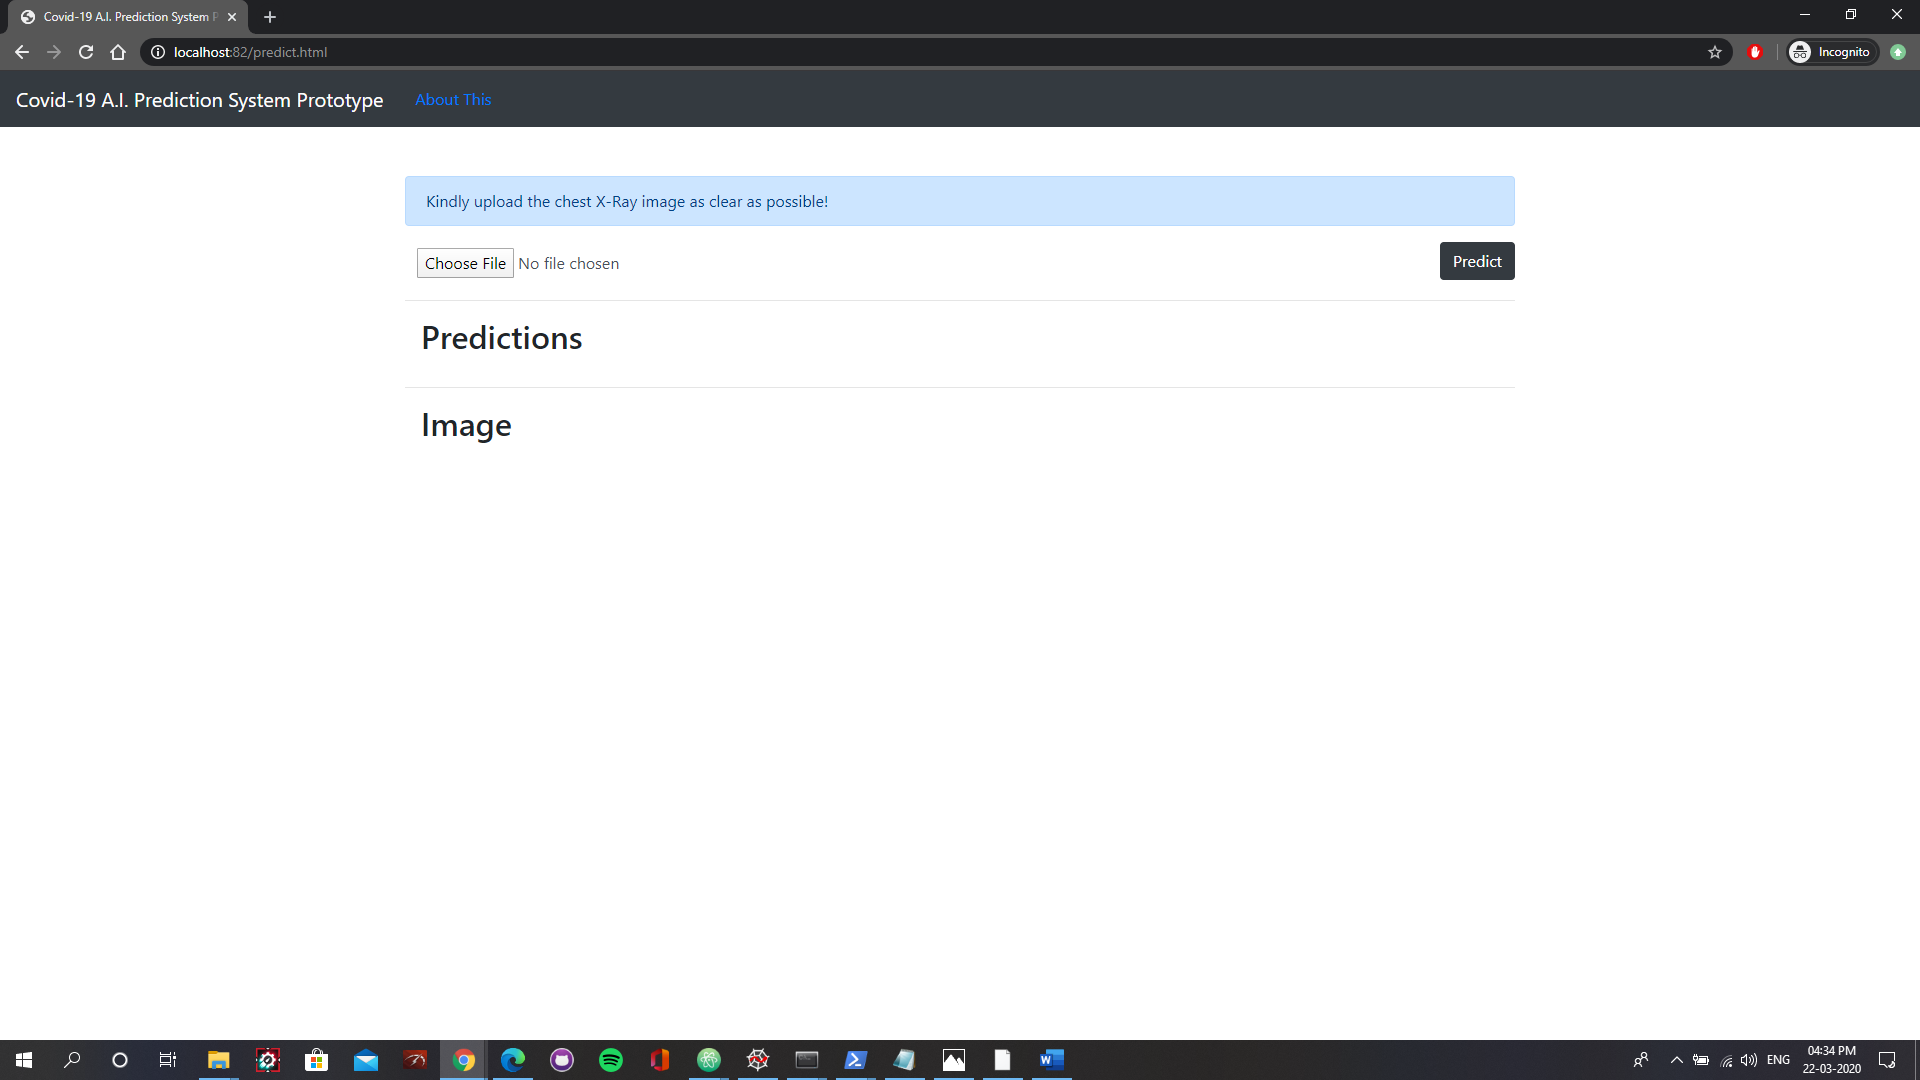 Covid-19 A.I. Prediction System P
localhost:82/predict.html
Incognito
Covid-19 A.I. Prediction System Prototype
About This
Kindly upload the chest X-Ray image as clear as possible!
Choose File No file chosen
Predict
Predictions
Image
ENG
04:34 PM
22-03-2020